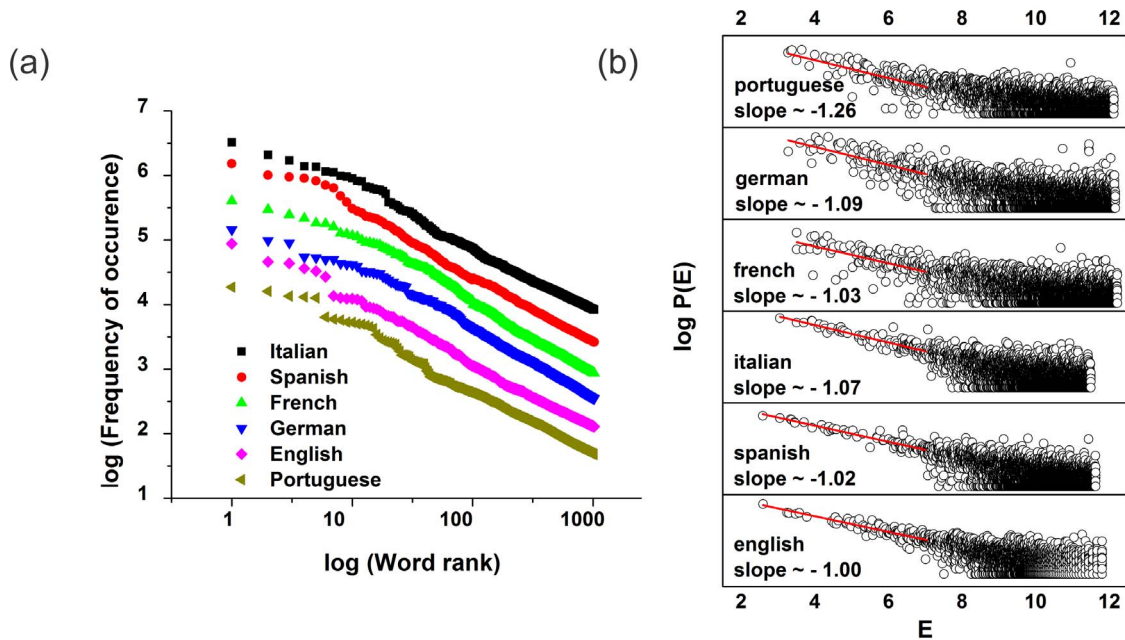 (a)
log (Frequency of occurence)
7
6
5
4
3
2
1
Italian
Spanish
French
German
English
Portuguese
1 10 100 1000
log (Word rank)
(b)
2 4 6 8 10 12
log P(E)
portuguese
slope ~ -1.26
german
slope ~ - 1.09
french
slope ~ - 1.03
italian
slope ~ - 1.07
spanish
slope ~ -1.02
english
slope ~ - 1.00
2 4 6 8 10 12
E